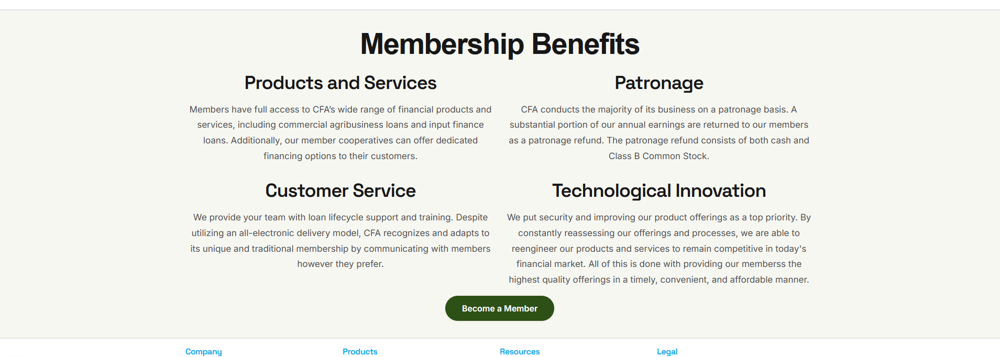 Membership Benefits
Products and Services
Members have full access to CFA’s wide range of financial products and
services, including commercial agribusiness loans and input finance
loans. Additionally, our member cooperatives can offer dedicated
financing options to their customers.
Patronage
CFA conducts the majority of its business on a patronage basis. A
substantial portion of our annual earnings are returned to our members
as a patronage refund. The patronage refund consists of both cash and
Class B Common Stock.
Customer Service
We provide your team with loan lifecycle support and training. Despite
utilizing an all-electronic delivery model, CFA recognizes and adapts to
its unique and traditional membership by communicating with members
however they prefer.
Technological Innovation
We put security and improving our product offerings as a top priority. By
constantly reassessing our offerings and processes, we are able to
reengineer our products and services to remain competitive in today's
financial market. All of this is done with providing our memberss the
highest quality offerings in a timely, convenient, and affordable manner.
Become a Member
Company
Products
Resources
Legal